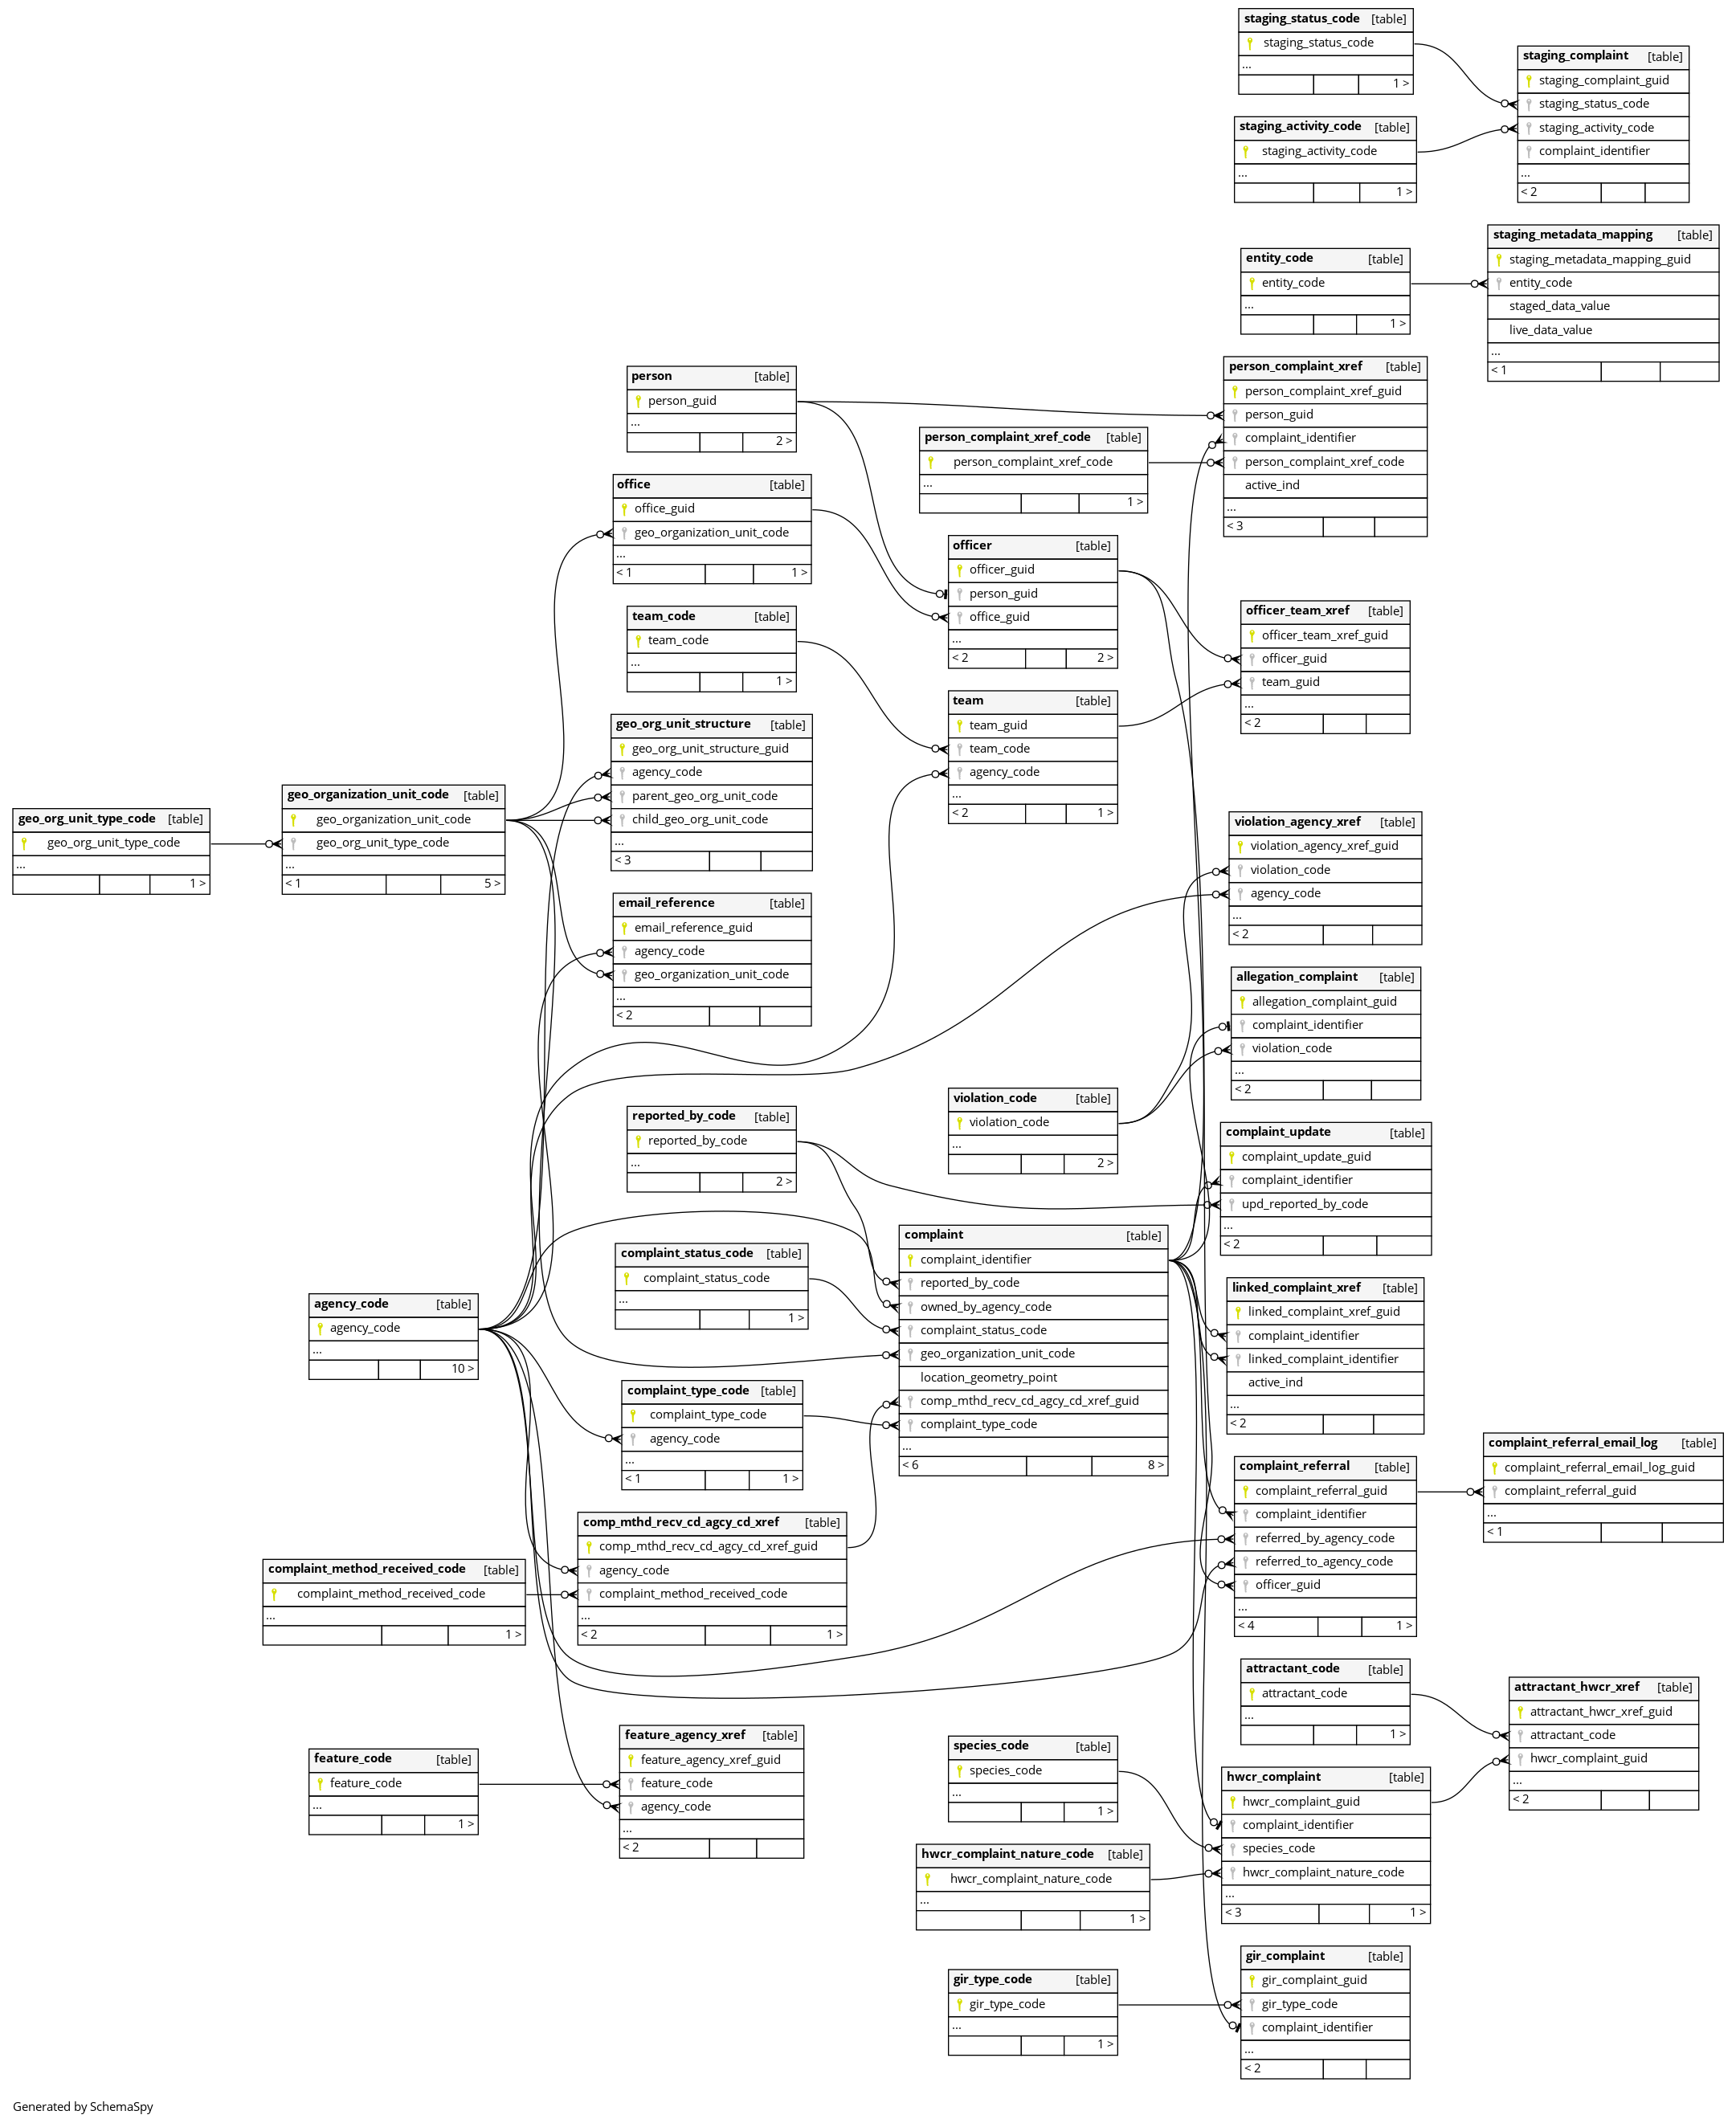 staging_status_code [table]
staging_status_code
...
1 >
staging_complaint [table]
staging_complaint_guid
staging_status_code
staging_activity_code
complaint_identifier
...
< 2
staging_activity_code [table]
staging_activity_code
...
1 >
staging_metadata_mapping [table]
staging_metadata_mapping_guid
entity_code
staged_data_value
live_data_value
...
< 1
entity_code [table]
entity_code
...
1 >
person [table]
person_guid
...
2 >
person_complaint_xref [table]
person_complaint_xref_guid
person_guid
complaint_identifier
person_complaint_xref_code
active_ind
...
< 3
person_complaint_xref_code [table]
person_complaint_xref_code
...
1 >
office [table]
office_guid
geo_organization_unit_code
...
< 1 1 >
officer [table]
officer_guid
person_guid
office_guid
...
< 2 2 >
team_code [table]
team_code
...
1 >
officer_team_xref [table]
officer_team_xref_guid
officer_guid
team_guid
...
< 2
team [table]
team_guid
team_code
agency_code
...
< 2 1 >
geo_org_unit_structure [table]
geo_org_unit_structure_guid
agency_code
parent_geo_org_unit_code
child_geo_org_unit_code
...
< 3
geo_organization_unit_code [table]
geo_organization_unit_code
geo_org_unit_type_code
...
< 1 5 >
geo_org_unit_type_code [table]
geo_org_unit_type_code
...
1 >
violation_agency_xref [table]
violation_agency_xref_guid
violation_code
agency_code
...
< 2
email_reference [table]
email_reference_guid
agency_code
geo_organization_unit_code
...
< 2
allegation_complaint [table]
allegation_complaint_guid
complaint_identifier
violation_code
...
< 2
violation_code [table]
violation_code
...
2 >
reported_by_code [table]
reported_by_code
...
2 >
complaint_update [table]
complaint_update_guid
complaint_identifier
upd_reported_by_code
...
< 2
complaint [table]
complaint_identifier
reported_by_code
owned_by_agency_code
complaint_status_code
geo_organization_unit_code
location_geometry_point
comp_mthd_recv_cd_agcy_cd_xref_guid
complaint_type_code
...
< 6 8 >
complaint_status_code [table]
complaint_status_code
...
1 >
linked_complaint_xref [table]
linked_complaint_xref_guid
complaint_identifier
linked_complaint_identifier
active_ind
...
< 2
agency_code [table]
agency_code
...
10 >
complaint_type_code [table]
complaint_type_code
agency_code
...
< 1 1 >
complaint_referral_email_log [table]
complaint_referral_email_log_guid
complaint_referral_guid
...
< 1
complaint_referral [table]
complaint_referral_guid
complaint_identifier
referred_by_agency_code
referred_to_agency_code
officer_guid
...
< 4 1 >
comp_mthd_recv_cd_agcy_cd_xref [table]
comp_mthd_recv_cd_agcy_cd_xref_guid
agency_code
complaint_method_received_code
...
< 2 1 >
complaint_method_received_code [table]
complaint_method_received_code
...
1 >
attractant_code [table]
attractant_code
...
1 >
attractant_hwcr_xref [table]
attractant_hwcr_xref_guid
attractant_code
hwcr_complaint_guid
...
< 2
feature_agency_xref [table]
feature_agency_xref_guid
feature_code
agency_code
...
< 2
feature_code [table]
feature_code
...
1 >
species_code [table]
species_code
...
1 >
hwcr_complaint [table]
hwcr_complaint_guid
complaint_identifier
species_code
hwcr_complaint_nature_code
...
< 3 1 >
hwcr_complaint_nature_code [table]
hwcr_complaint_nature_code
...
1 >
gir_complaint [table]
gir_complaint_guid
gir_type_code
complaint_identifier
...
< 2
gir_type_code [table]
gir_type_code
...
1 >
Generated by SchemaSpy